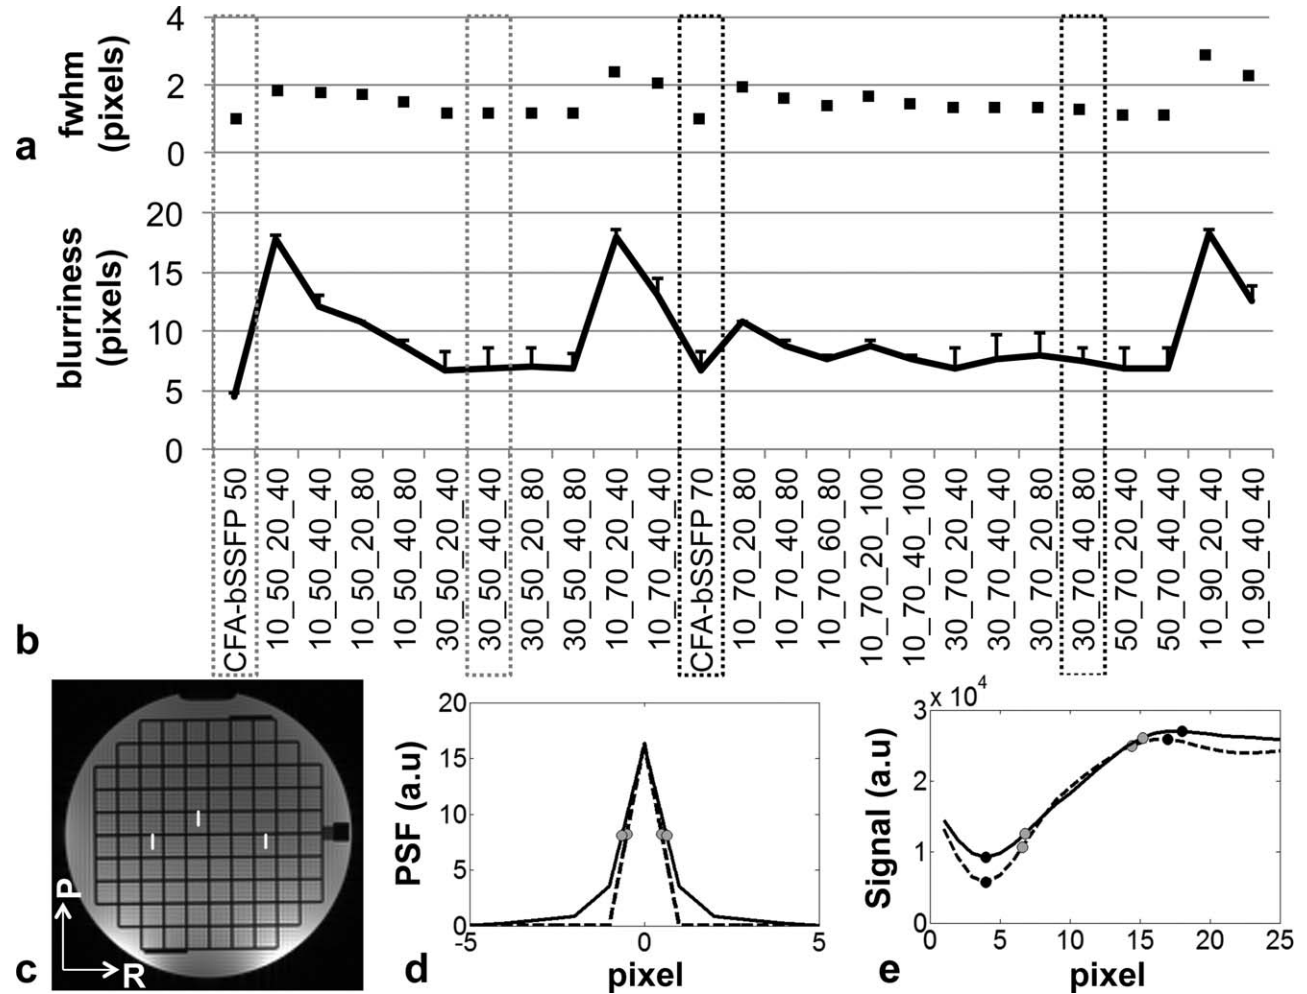 a
fwhm
(pixels)
4
2
0
b
blurriness
(pixels)
20
15
10
5
0
CFA-bSSFP 50
10_50_20_40
10_50_40_40
10_50_20_80
10_50_40_80
30_50_20_40
30_50_40_40
30_50_20_80
30_50_40_80
10_70_20_40
10_70_40_40
CFA-bSSFP 70
10_70_20_80
10_70_40_80
10_70_60_80
10_70_20_100
10_70_40_100
30_70_20_40
30_70_40_40
30_70_20_80
30_70_40_80
50_70_20_40
50_70_40_40
10_90_20_40
10_90_40_40
c
P
R
d
PSF (a.u)
20
15
10
5
0
-5 0 5
pixel
e
Signal (a.u)
x 10^4
3
2
1
0
0 5 10 15 20 25
pixel